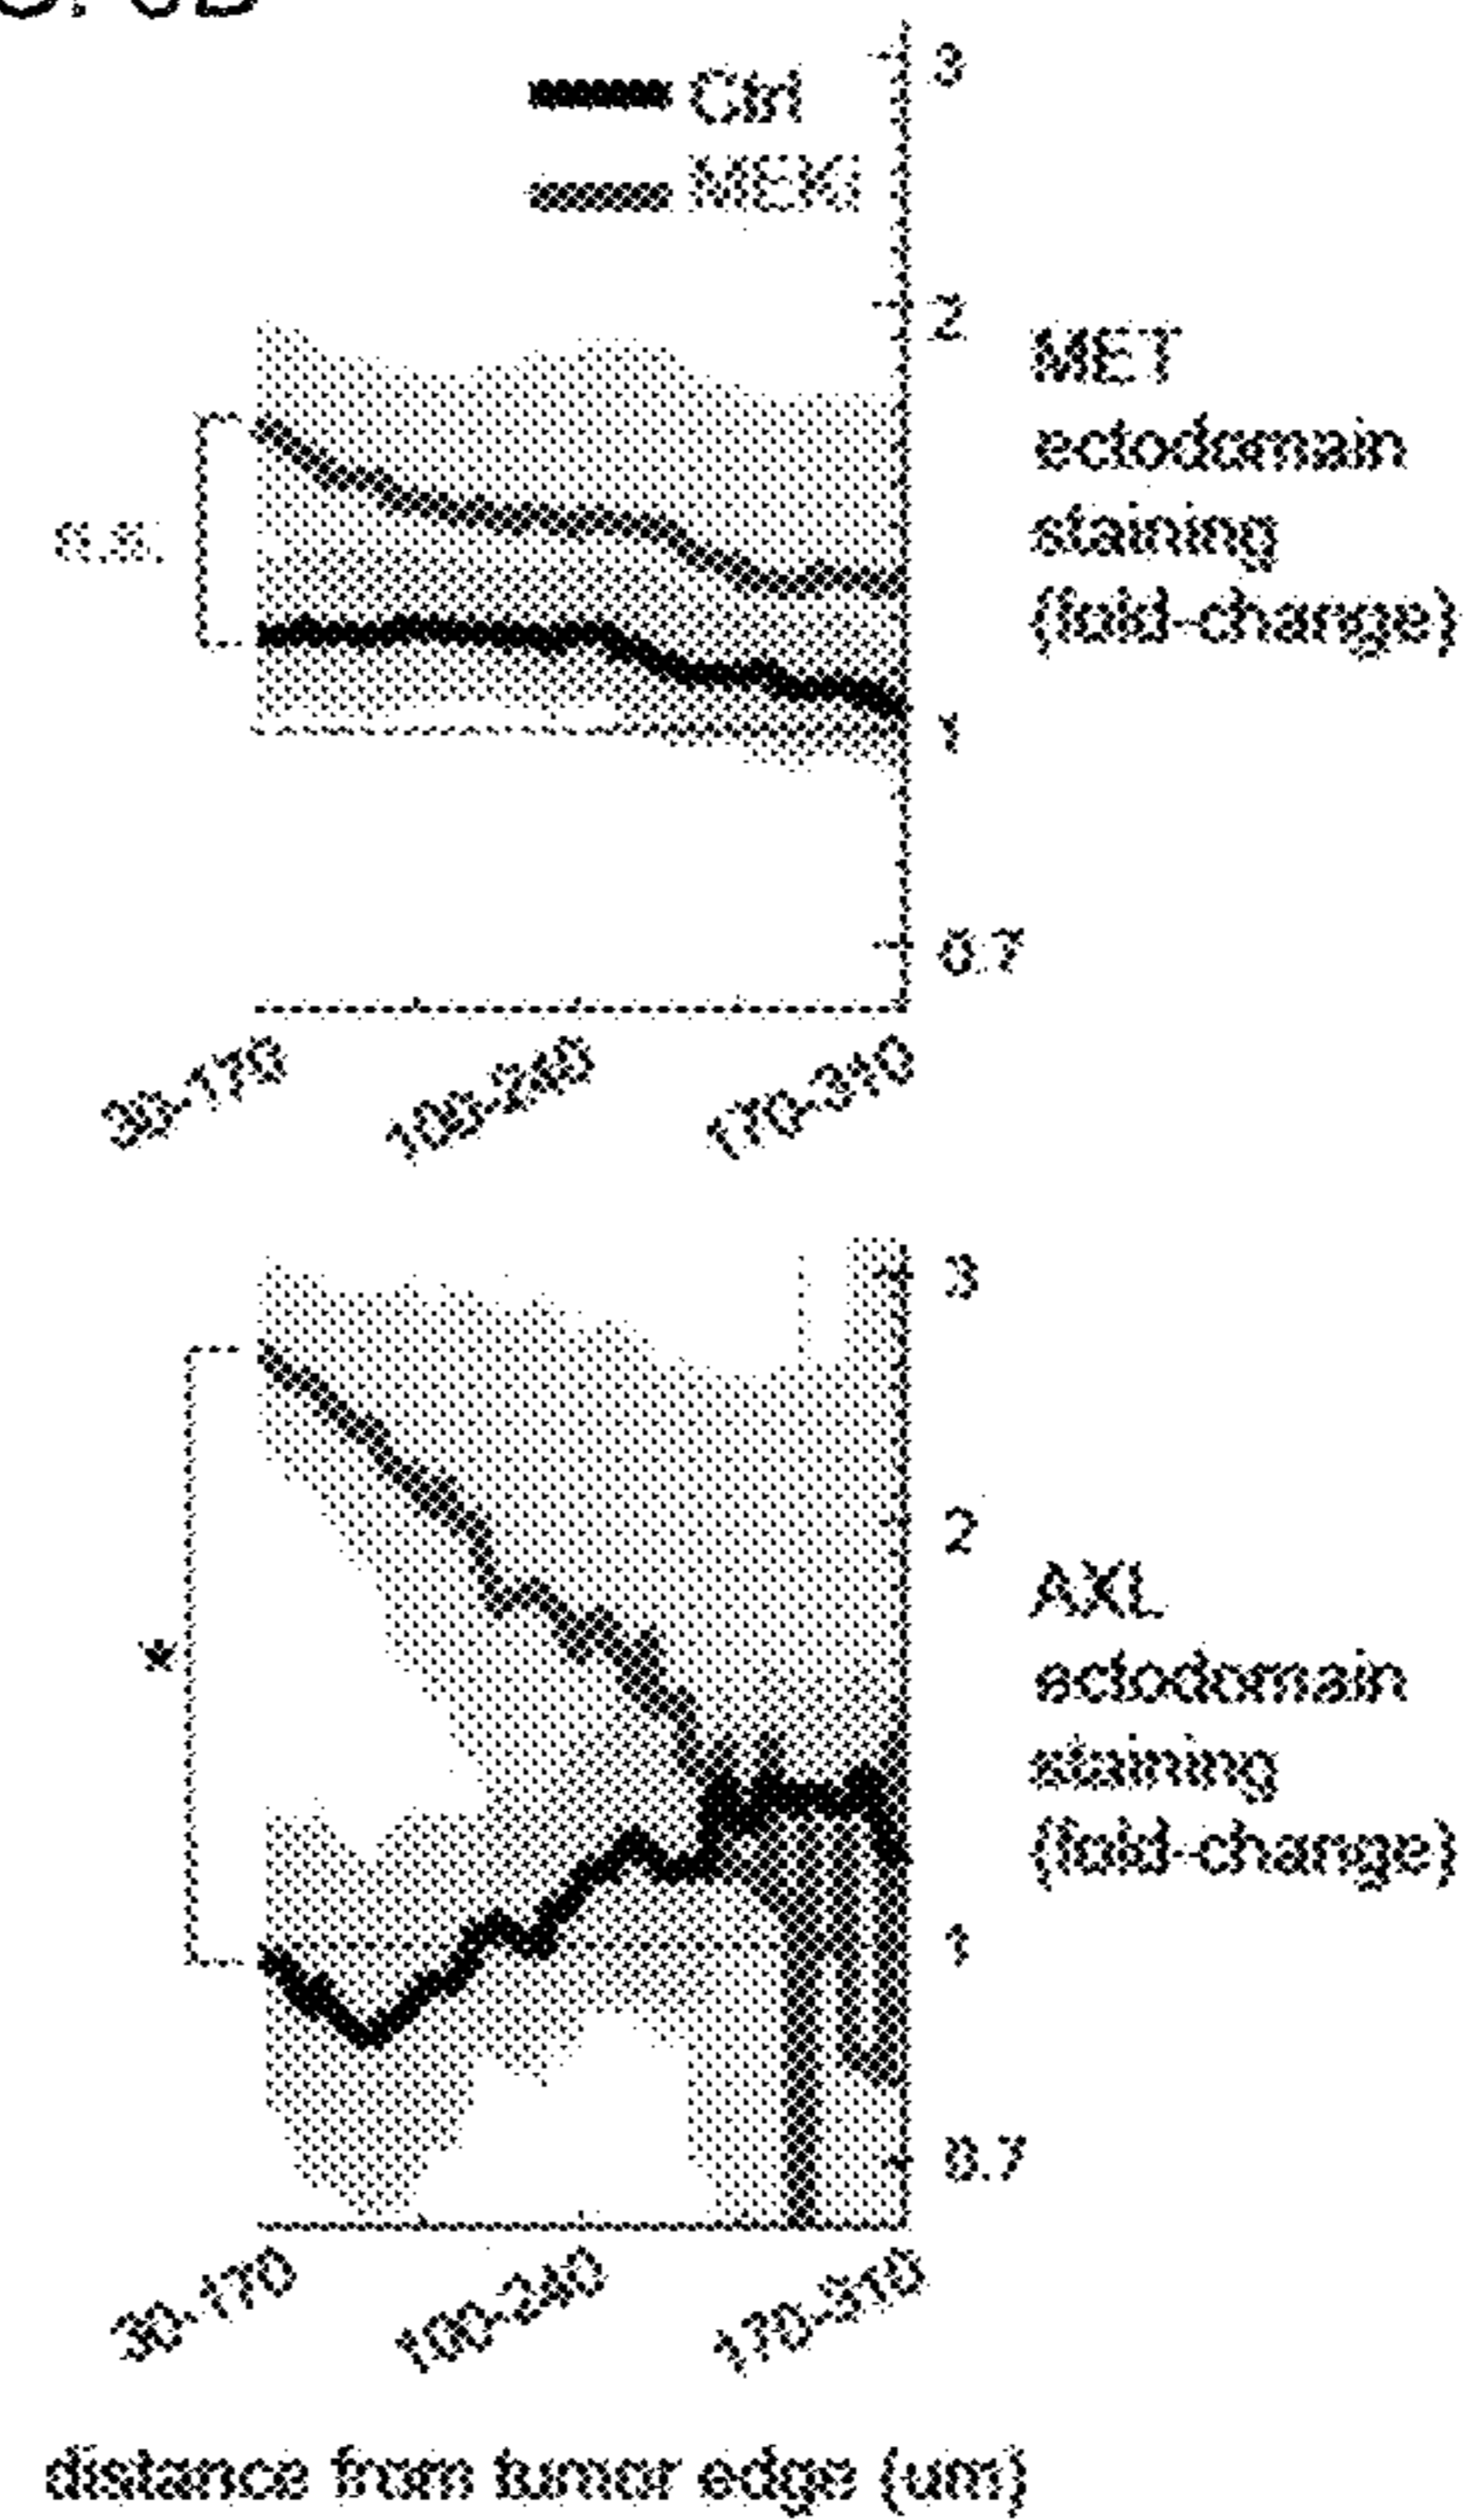 Ctrl
MEKi
3
2
1
0.7
MET
ectodomain
staining
(fold-change)
n.s.
30-170
100-240
170-310
3
2
1
0.7
AXL
ectodomain
staining
(fold-change)
*
30-170
100-240
170-310
distance from tumor edge (um)